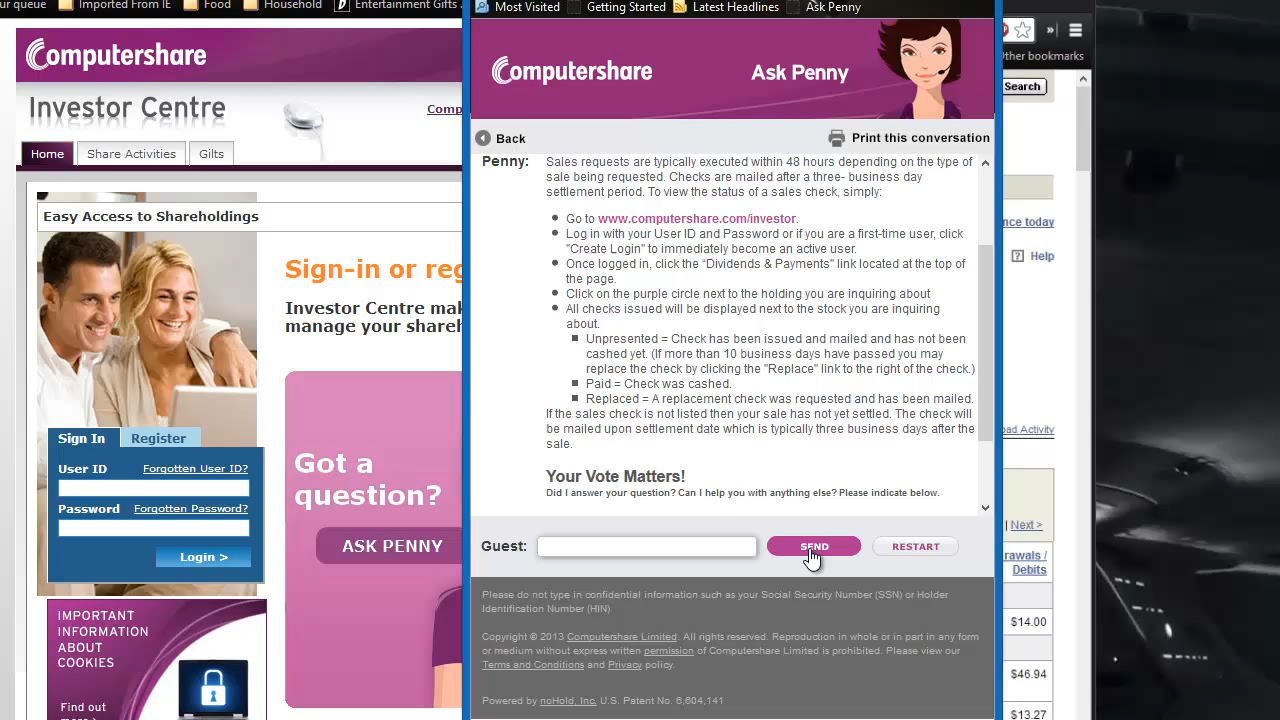 ur queue
Imported From IE
Food
Household
Entertainment Gifts
Most Visited
Getting Started
Latest Headlines
Ask Penny
Other bookmarks
Computershare
Investor Centre
Comp
Home
Share Activities
Gifts
Easy Access to Shareholdings
Sign-in or reg
Investor Centre mak
manage your shareh
Got a
question?
ASK PENNY
Sign In
Register
User ID
Forgotten User ID?
Password
Forgotten Password?
Login >
IMPORTANT
INFORMATION
ABOUT
COOKIES
Find out
more >
Computershare
Ask Penny
Back
Print this conversation
Penny:
Sales requests are typically executed within 48 hours depending on the type of
sale being requested. Checks are mailed after a three- business day
settlement period. To view the status of a sales check, simply:
Go to www.computershare.com/investor.
Log in with your User ID and Password or if you are a first-time user, click
"Create Login" to immediately become an active user.
Once logged in, click the “Dividends & Payments” link located at the top of
the page.
Click on the purple circle next to the holding you are inquiring about
All checks issued will be displayed next to the stock you are inquiring
about.
Unpresented = Check has been issued and mailed and has not been
cashed yet. (If more than 10 business days have passed you may
replace the check by clicking the "Replace" link to the right of the check.)
Paid = Check was cashed.
Replaced = A replacement check was requested and has been mailed.
If the sales check is not listed then your sale has not yet settled. The check will
be mailed upon settlement date which is typically three business days after the
sale.
Your Vote Matters!
Did I answer your question? Can I help you with anything else? Please indicate below.
Guest:
SEND
RESTART
Please do not type in confidential information such as your Social Security Number (SSN) or Holder
Identification Number (HIN)
Copyright © 2013 Computershare Limited. All rights reserved. Reproduction in whole or in part in any form
or medium without express written permission of Computershare Limited is prohibited. Please view our
Terms and Conditions and Privacy policy.
Powered by noHold, Inc. U.S. Patent No. 6,604,141
Search
nce today
Help
oad Activity
| Next >
rawals /
Debits
$14.00
$46.94
$13.27